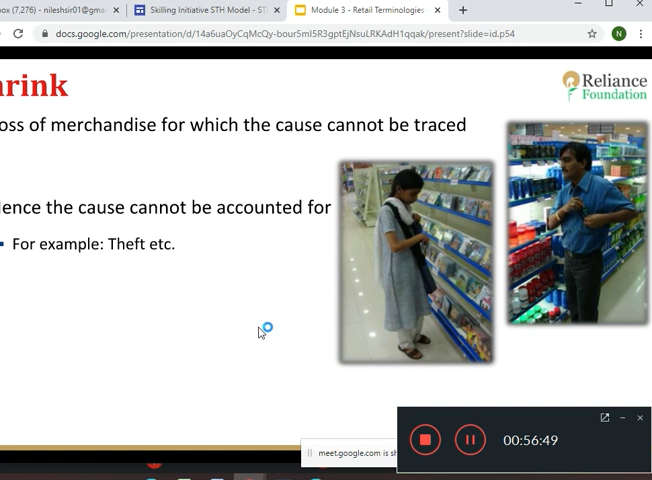 box (7,276) - nileshsir01@gma
Skilling Initiative STH Model - ST
Module 3 - Retail Terminologies
docs.google.com/presentation/d/14a6uaOyCqMcQy-bour5mI5R3gptEjNsuLRKAdH1qqak/present?slide=id.p54
N
rink
Reliance
Foundation
oss of merchandise for which the cause cannot be traced
ence the cause cannot be accounted for
For example: Theft etc.
00:56:49
meet.google.com is sh